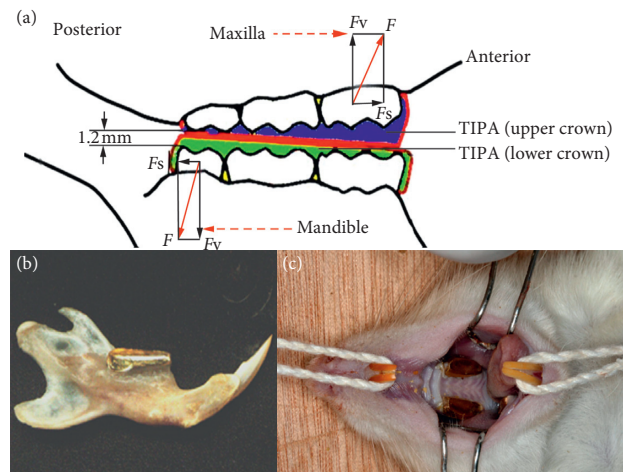 (a)
Maxilla
Fv
F
Posterior
Anterior
Fs
1.2 mm
TIPA (upper crown)
TIPA (lower crown)
Fs
F
Fv
Mandible
(b)
(c)